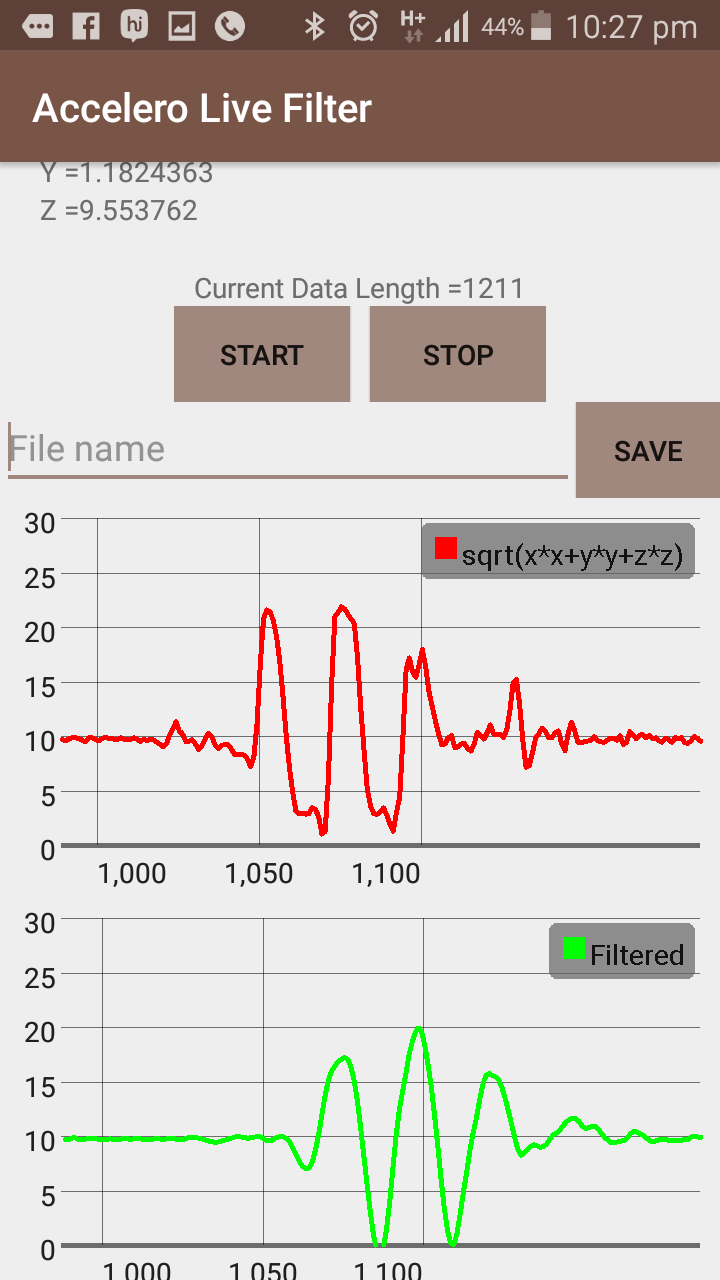 hi H+ 44% 10:27 pm
Accelero Live Filter
Y =1.1824363
Z =9.553762
Current Data Length =1211
START STOP
File name SAVE
30
sqrt(x*x+y*y+z*z)
25
20
15
10
5
0
1,000 1,050 1,100
30
Filtered
25
20
15
10
5
0
1,000 1,050 1,100